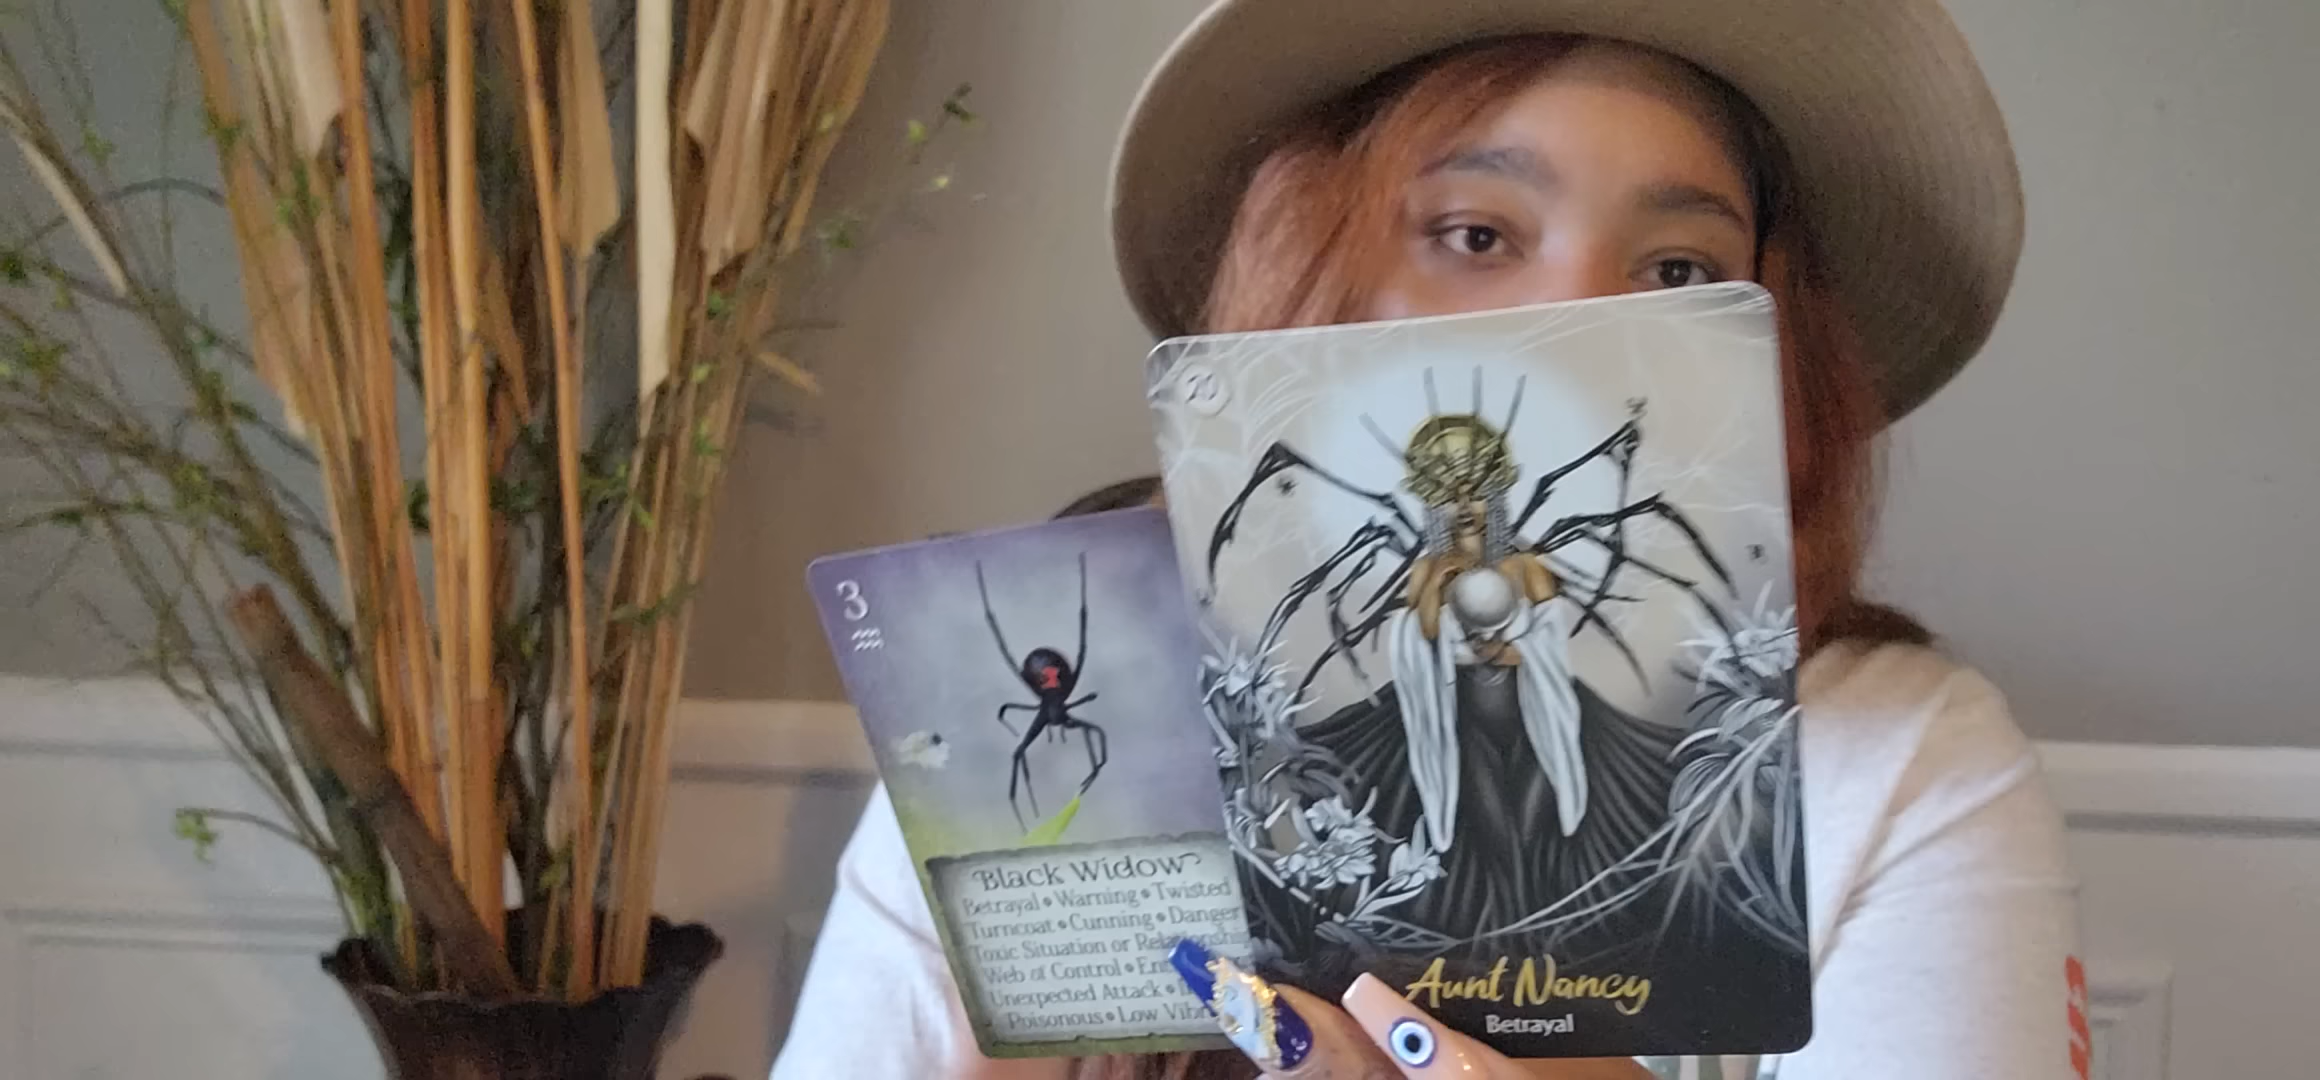 3
Black Widow
Betrayal • Warning • Twisted
Turncoat • Cunning • Danger
Toxic Situation or Relationship
Web of Control •
Unexpected Attack •
Poisonous • Low
20
Aunt Nancy
Betrayal